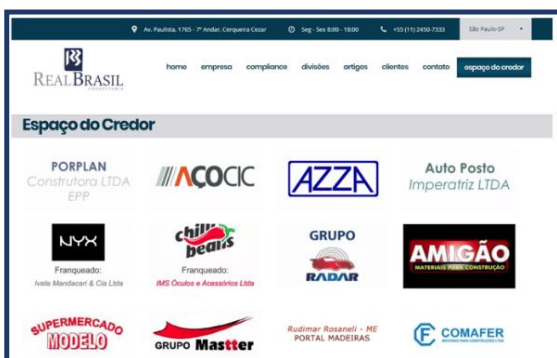 Av. Paulista, 1765 - 7º Andar, Cerqueira Cezar
Seg - Sex 8:00 - 18:00
+55 (11) 2450-7333
São Paulo-SP
REALBRASIL
CONSULTORIA
home empresa compliance divisões artigos clientes contato espaço do credor
Espaço do Credor
PORPLAN
Construtora LTDA
EPP
AÇOCIC
AZZA
Auto Posto
Imperatriz LTDA
NYX
Franqueado:
Ivete Mandacari & Cia Ltda
chilli beans
Franqueado:
IMS Óculos e Acessórios Ltda
GRUPO
RADAR
AMIGÃO
MATERIAIS PARA CONSTRUÇÃO
SUPERMERCADO
MODELO
GRUPO Mastter
Rudimar Rosaneli - ME
PORTAL MADEIRAS
COMAFER